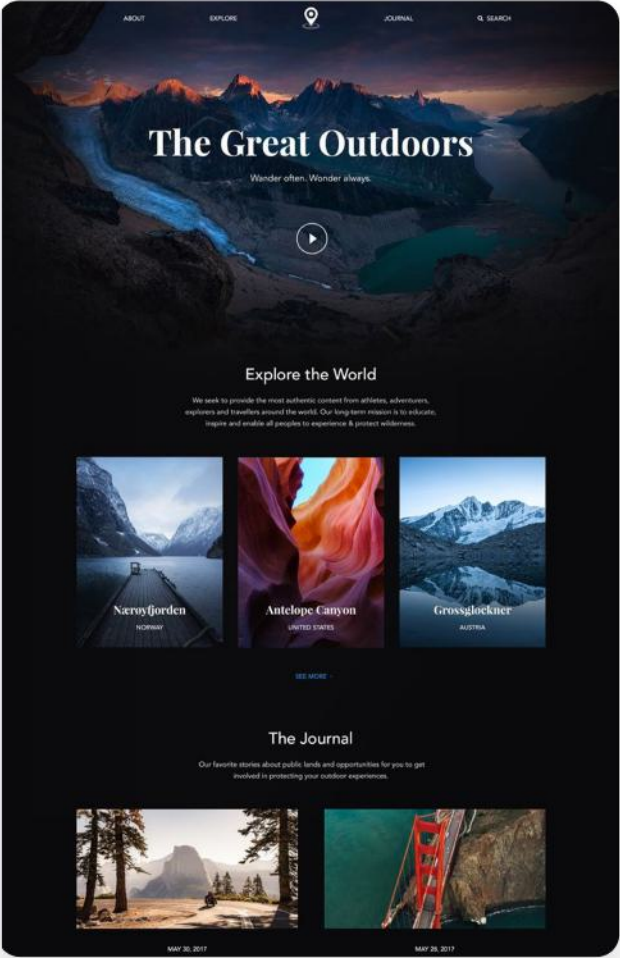 ABOUT
EXPLORE
JOURNAL
SEARCH
The Great Outdoors
Wander often. Wonder always.
Explore the World
We seek to provide the most authentic content from athletes, adventurers,
explorers and travellers around the world. Our long-term mission is to educate,
inspire and enable all peoples to experience & protect wilderness.
Nærøyfjorden
NORWAY
Antelope Canyon
UNITED STATES
Grossglockner
AUSTRIA
SEE MORE
The Journal
Our favorite stories about public lands and opportunities for you to get
involved in protecting your outdoor experiences.
MAY 30, 2017
MAY 28, 2017